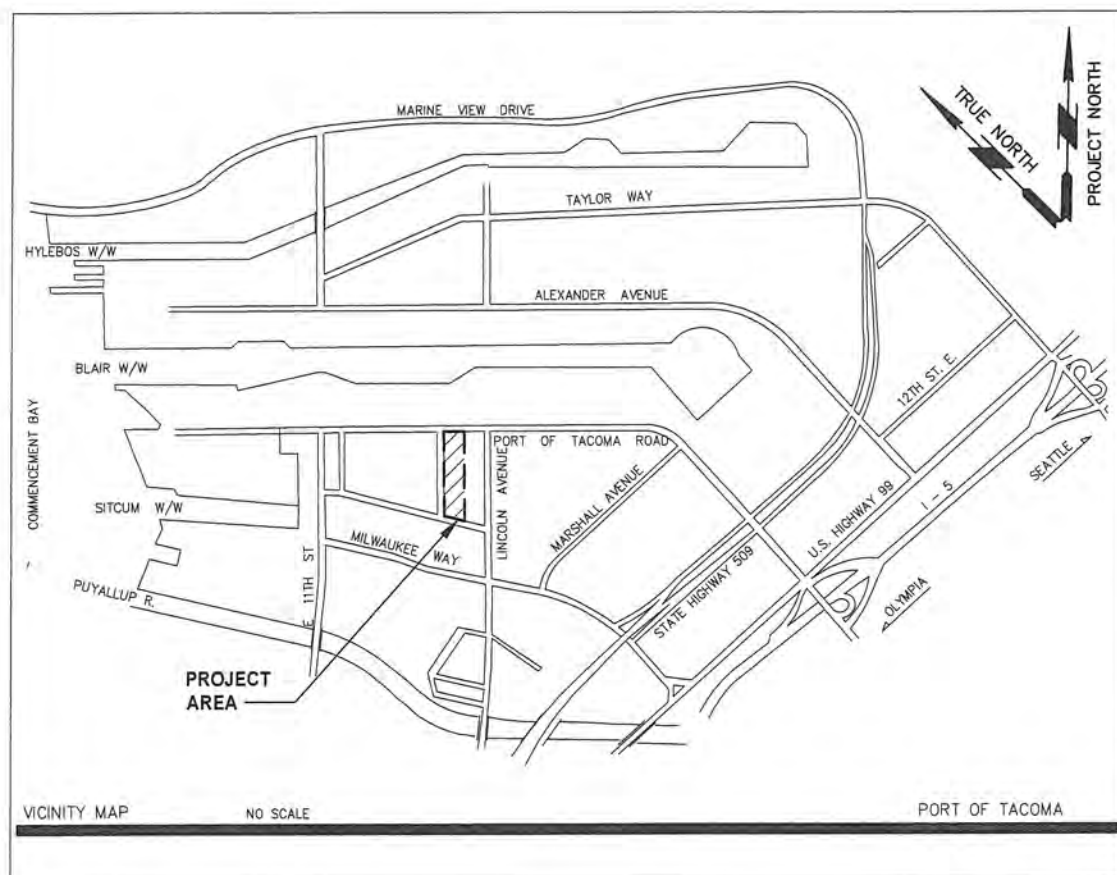 MARINE VIEW DRIVE
TRUE NORTH
PROJECT NORTH
TAYLOR WAY
HYLEBOS W/W
ALEXANDER AVENUE
BLAIR W/W
12TH ST. E.
COMMENCEMENT BAY
PORT OF TACOMA ROAD
SEATTLE
LINCOLN AVENUE
MARSHALL AVENUE
U.S. HIGHWAY 99
I - 5
SITCUM W/W
MILWAUKEE WAY
E 11TH ST
STATE HIGHWAY 509
OLYMPIA
PUYALLUP R.
PROJECT
AREA
VICINITY MAP
NO SCALE
PORT OF TACOMA